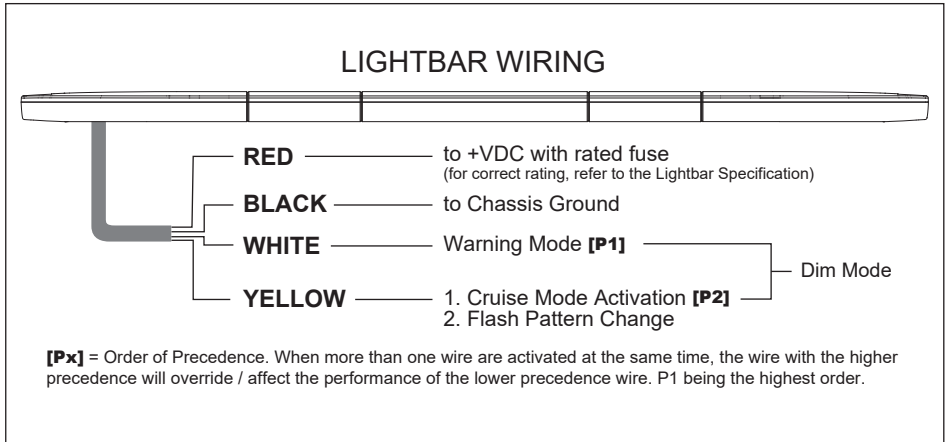 LIGHTBAR WIRING
RED to +VDC with rated fuse
(for correct rating, refer to the Lightbar Specification)
BLACK to Chassis Ground
WHITE Warning Mode [P1]
Dim Mode
YELLOW 1. Cruise Mode Activation [P2]
2. Flash Pattern Change
[Px] = Order of Precedence. When more than one wire are activated at the same time, the wire with the higher
precedence will override / affect the performance of the lower precedence wire. P1 being the highest order.